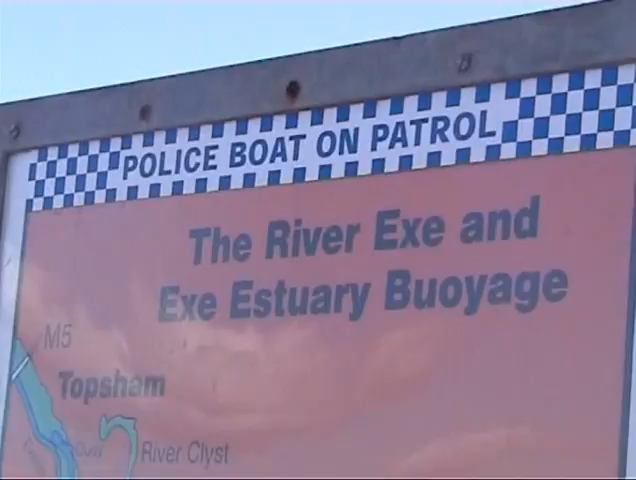 POLICE BOAT ON PATROL
The River Exe and
Exe Estuary Buoyage
M5
Topsham
River Clyst